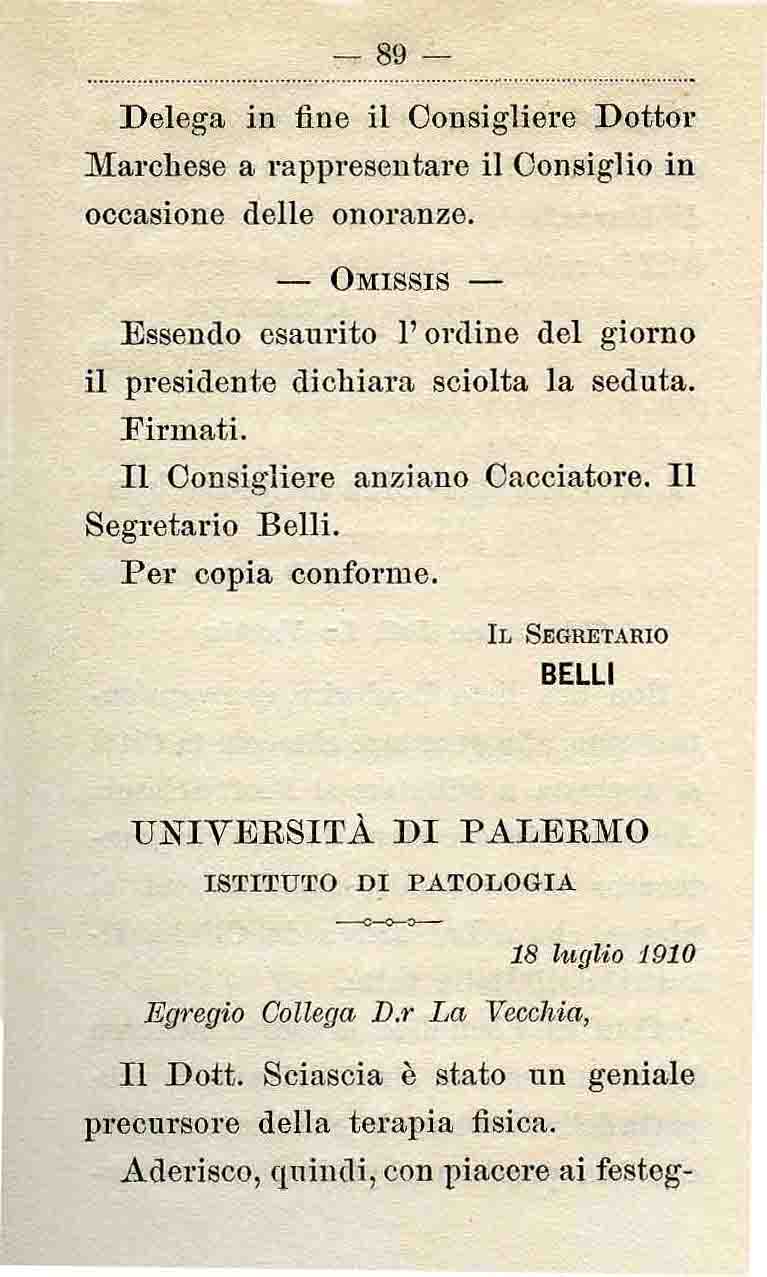 — 89 —
Delega in fine il Consigliere Dottor
Marchese a rappresentare il Consiglio in
occasione delle onoranze.
— OMISSIS —
Essendo esaurito l' ordine del giorno
il presidente dichiara sciolta la seduta.
Firmati.
Il Consigliere anziano Cacciatore. Il
Segretario Belli.
Per copia conforme.
IL SEGRETARIO
BELLI
UNIVERSITÀ DI PALERMO
ISTITUTO DI PATOLOGIA
18 luglio 1910
Egregio Collega D.r La Vecchia,
Il Dott. Sciascia è stato un geniale
precursore della terapia fisica.
Aderisco, quindi, con piacere ai festeg-